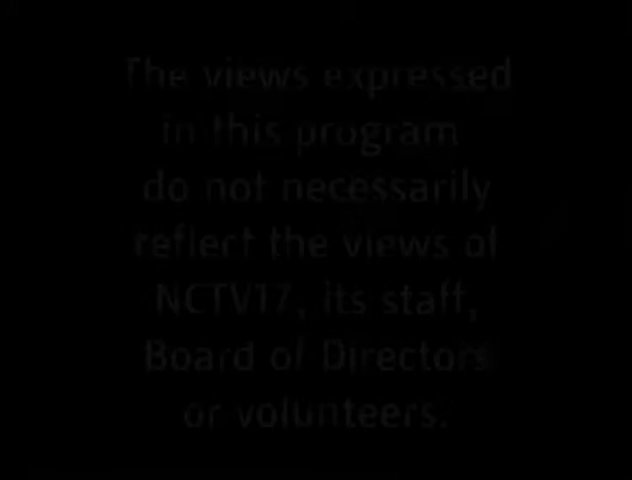 The views expressed
in this program
do not necessarily
reflect the views of
NCTV17, its staff,
Board of Directors
or volunteers.